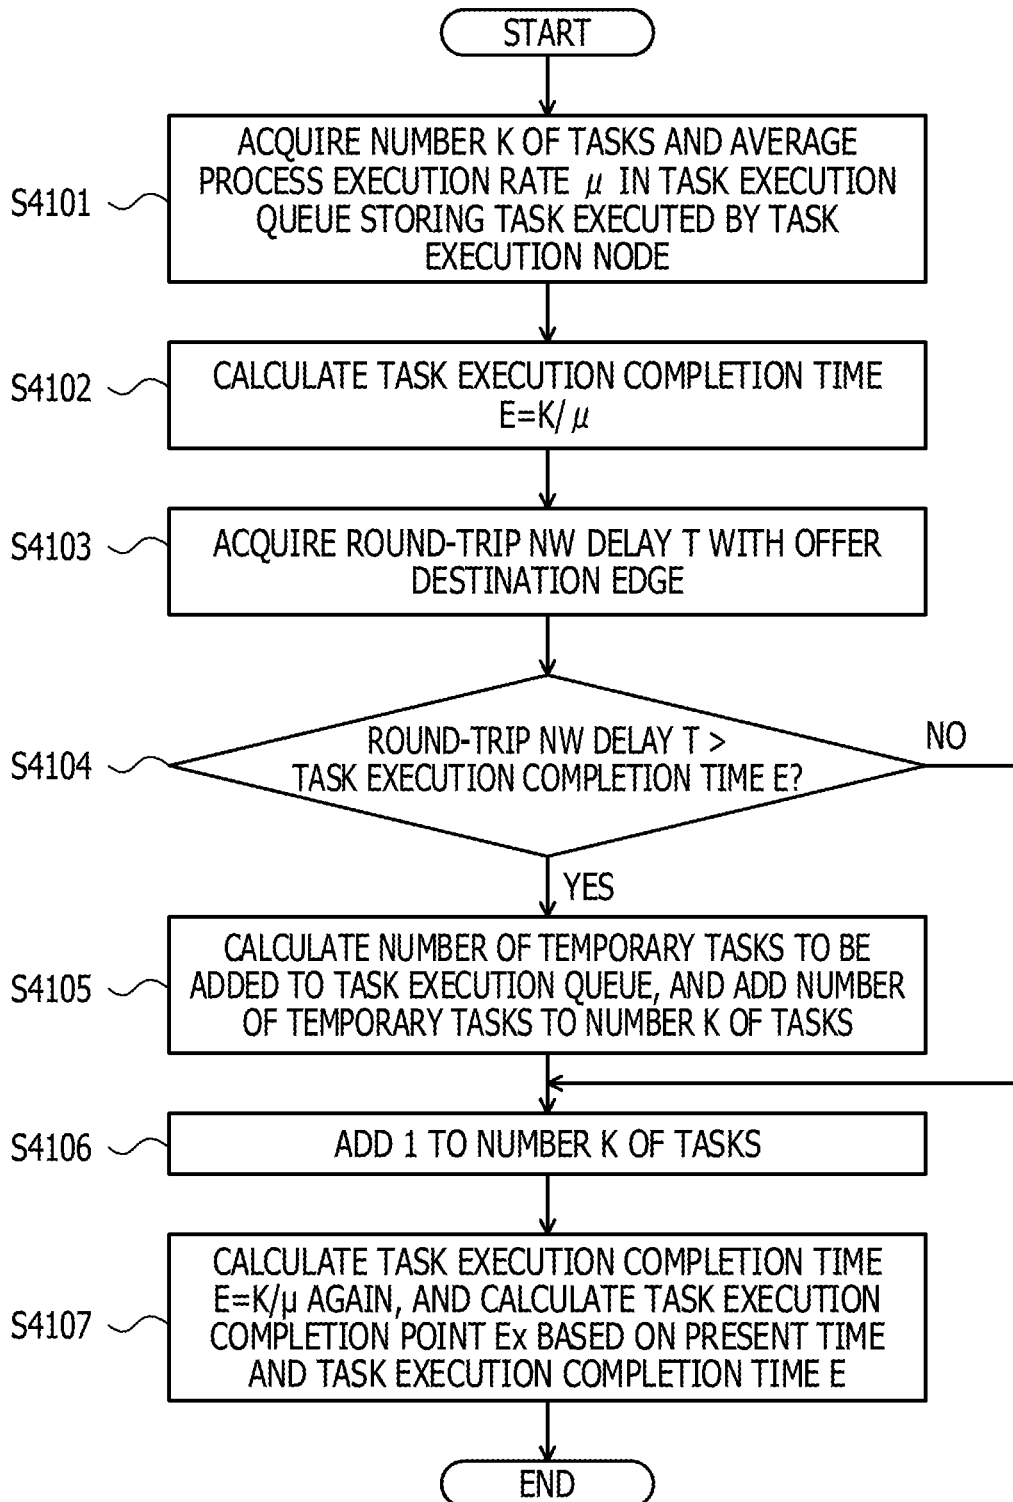 START
S4101
ACQUIRE NUMBER K OF TASKS AND AVERAGE
PROCESS EXECUTION RATE μ IN TASK EXECUTION
QUEUE STORING TASK EXECUTED BY TASK
EXECUTION NODE
S4102
CALCULATE TASK EXECUTION COMPLETION TIME
E=K/μ
S4103
ACQUIRE ROUND-TRIP NW DELAY T WITH OFFER
DESTINATION EDGE
S4104
ROUND-TRIP NW DELAY T >
TASK EXECUTION COMPLETION TIME E?
NO
YES
S4105
CALCULATE NUMBER OF TEMPORARY TASKS TO BE
ADDED TO TASK EXECUTION QUEUE, AND ADD NUMBER
OF TEMPORARY TASKS TO NUMBER K OF TASKS
S4106
ADD 1 TO NUMBER K OF TASKS
S4107
CALCULATE TASK EXECUTION COMPLETION TIME
E=K/μ AGAIN, AND CALCULATE TASK EXECUTION
COMPLETION POINT Ex BASED ON PRESENT TIME
AND TASK EXECUTION COMPLETION TIME E
END